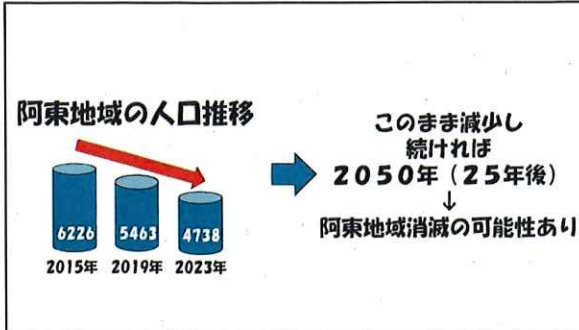 阿東地域の人口推移
6226 5463 4738
2015年 2019年 2023年
このまま減少し
続ければ
2050年（25年後）
↓
阿東地域消滅の可能性あり